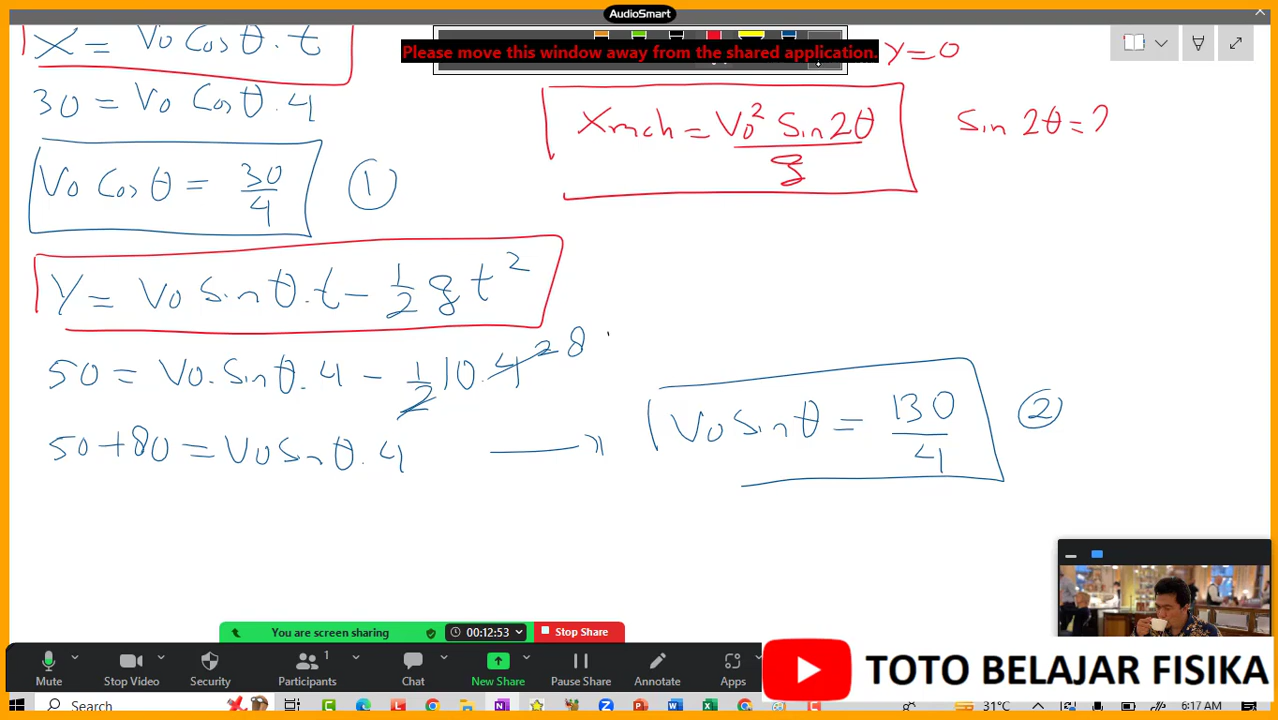 AudioSmart
X = Vo Cos θ . t
Please move this window away from the shared application.
Y = 0
30 = Vo Cos θ . 4
Xmch = Vo² Sin 2θ / g
Sin 2θ = ?
Vo Cos θ = 30/4 ①
Y = Vo Sin θ . t - 1/2 g t²
50 = Vo . Sin θ . 4 - 1/2 10 . 4² 8
50 + 80 = Vo Sin θ . 4 →
Vo Sin θ = 130/4 ②
You are screen sharing
00:12:53
Stop Share
Mute
Stop Video
Security
Participants
1
Chat
New Share
Pause Share
Annotate
Apps
TOTO BELAJAR FISIKA
Search
31°C
6:17 AM